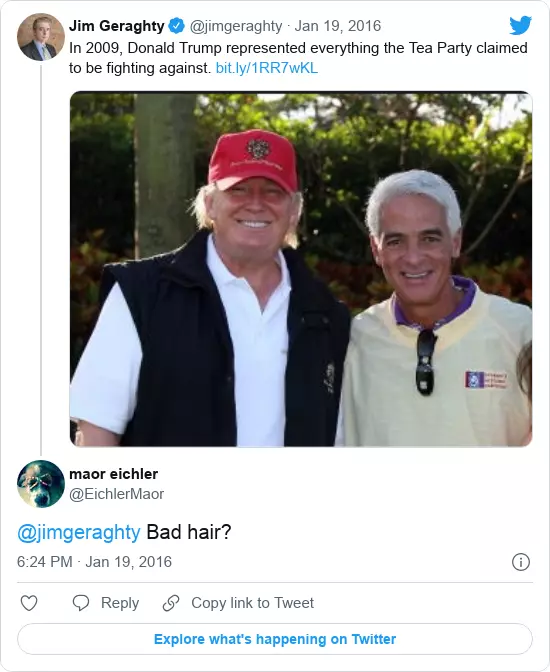 Jim Geraghty @jimgeraghty · Jan 19, 2016
In 2009, Donald Trump represented everything the Tea Party claimed
to be fighting against. bit.ly/1RR7wKL
maor eichler
@EichlerMaor
@jimgeraghty Bad hair?
6:24 PM · Jan 19, 2016
Reply
Copy link to Tweet
Explore what's happening on Twitter